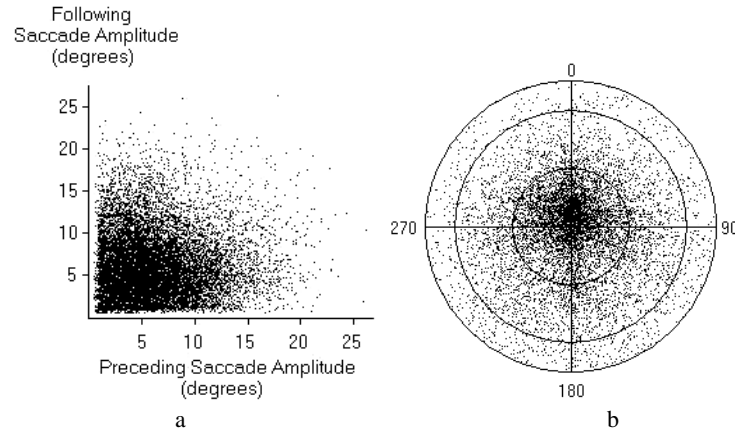 Following
Saccade Amplitude
(degrees)
25
20
15
10
5
5 10 15 20 25
Preceding Saccade Amplitude
(degrees)
a
0
270
90
180
b